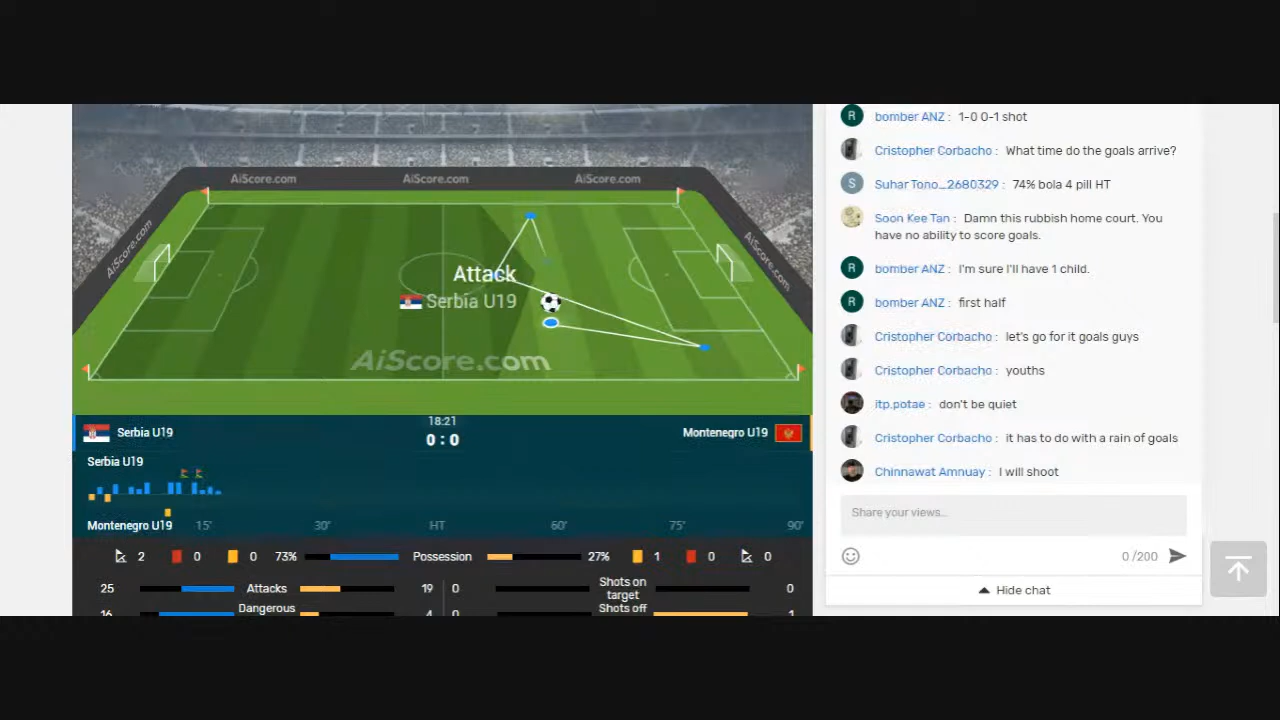 AiScore.com
AiScore.com
AiScore.com
AiScore.com
AiScore.com
Attack
Serbia U19
AiScore.com
18:21
Serbia U19
0 : 0
Montenegro U19
Serbia U19
Montenegro U19 15' 30' HT 60' 75' 90'
2 0 0 73% Possession 27% 1 0 0
25 Attacks 19 0 Shots on target 0
16 Dangerous 4 0 Shots off 1
R bomber ANZ : 1-0 0-1 shot
Cristopher Corbacho : What time do the goals arrive?
S Suhar Tono_2680329 : 74% bola 4 pill HT
Soon Kee Tan : Damn this rubbish home court. You
have no ability to score goals.
R bomber ANZ : I'm sure I'll have 1 child.
R bomber ANZ : first half
Cristopher Corbacho : let's go for it goals guys
Cristopher Corbacho : youths
itp.potae : don't be quiet
Cristopher Corbacho : it has to do with a rain of goals
Chinnawat Amnuay : I will shoot
Share your views...
0 /200
Hide chat